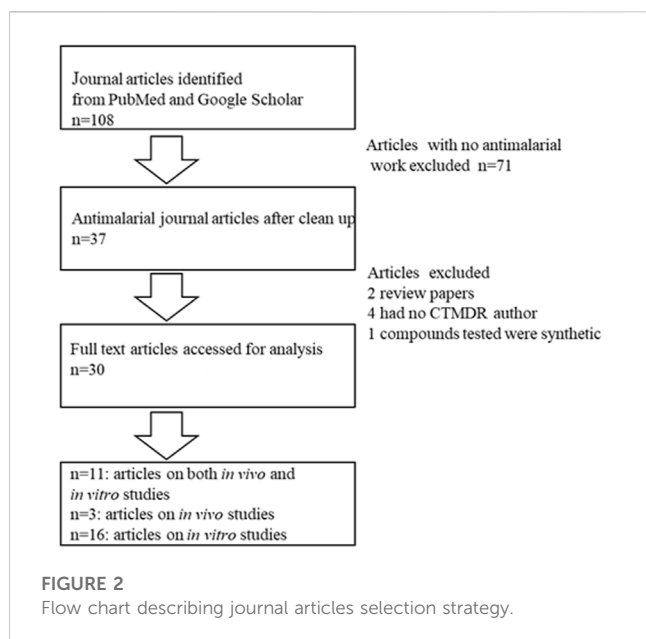 Journal articles identified
from PubMed and Google Scholar
n=108
Articles with no antimalarial
work excluded n=71
Antimalarial journal articles after clean up
n=37
Articles excluded
2 review papers
4 had no CTMDR author
1 compounds tested were synthetic
Full text articles accessed for analysis
n=30
n=11: articles on both in vivo and
in vitro studies
n=3: articles on in vivo studies
n=16: articles on in vitro studies
FIGURE 2
Flow chart describing journal articles selection strategy.